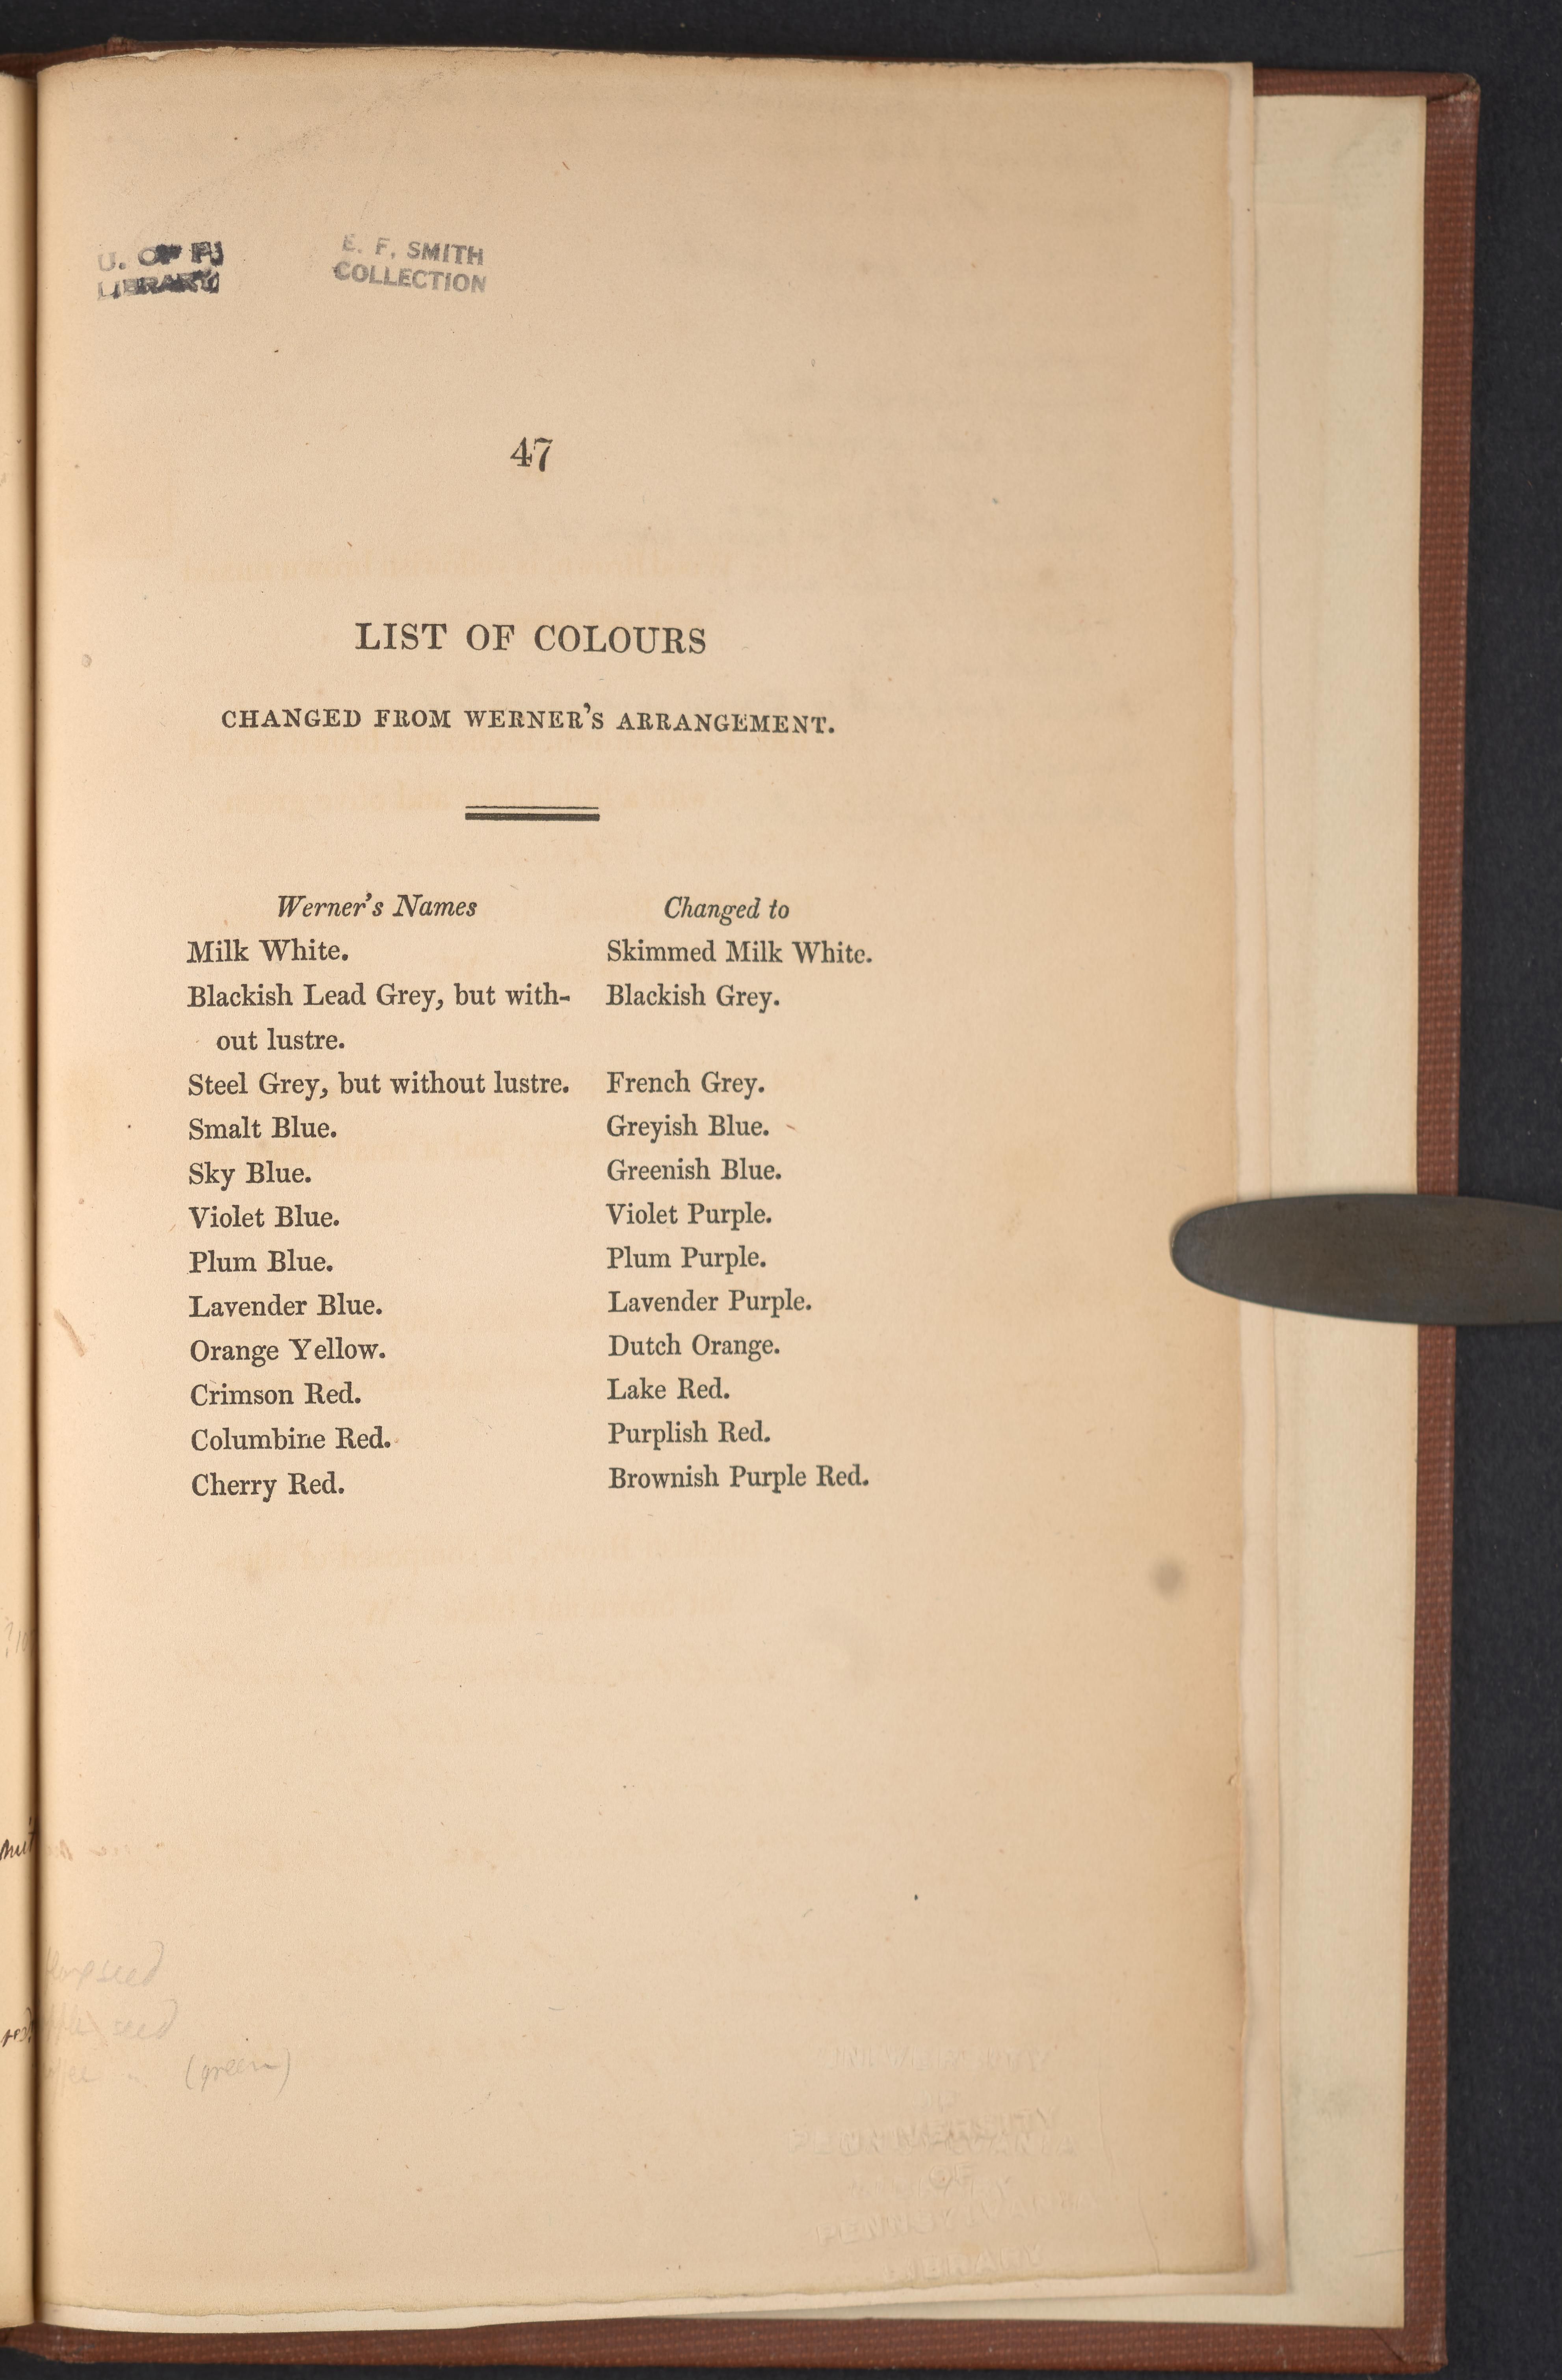 U. OF
LIBRARY
E. F. SMITH
COLLECTION
47
LIST OF COLOURS
CHANGED FROM WERNER'S ARRANGEMENT.
Werner's Names Changed to
Milk White. Skimmed Milk White.
Blackish Lead Grey, but with- Blackish Grey.
out lustre.
Steel Grey, but without lustre. French Grey.
Smalt Blue. Greyish Blue.
Sky Blue. Greenish Blue.
Violet Blue. Violet Purple.
Plum Blue. Plum Purple.
Lavender Blue. Lavender Purple.
Orange Yellow. Dutch Orange.
Crimson Red. Lake Red.
Columbine Red. Purplish Red.
Cherry Red. Brownish Purple Red.
seed
(green)
OF
PENNSYLVANIA
LIBRARY